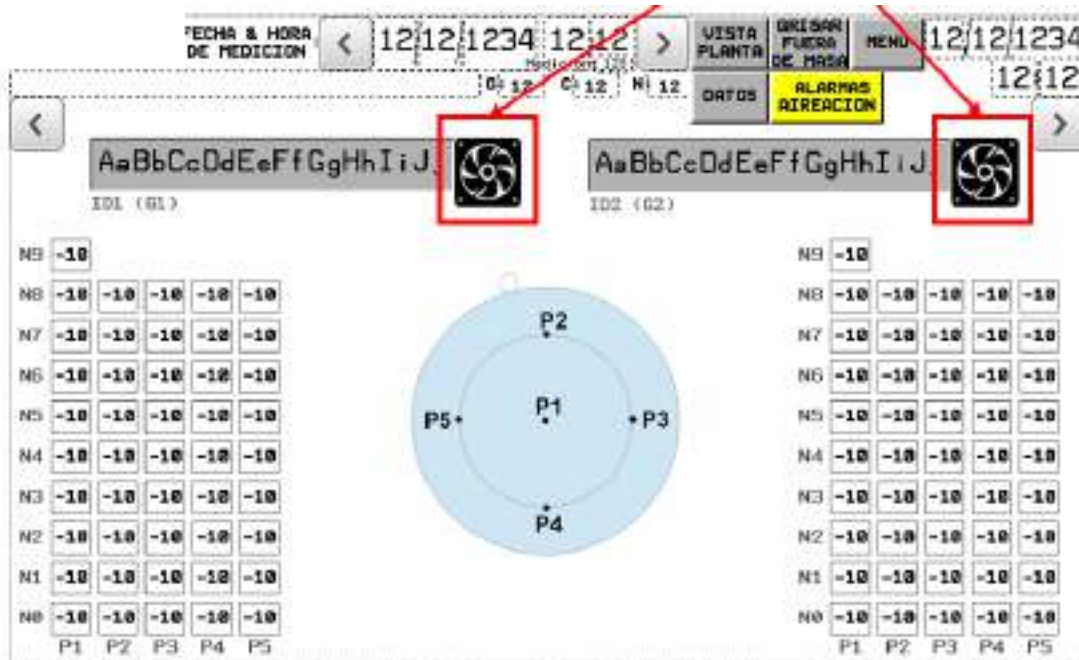 FECHA & HORA DE MEDICION < 12/12/1234 12:12 > VISTA PLANTA GRISAR FUERA DE MASA MENU 12/12/1234
G: 12 C: 12 N: 12 DATOS ALARMAS AIREACION 12:12
< >
AaBbCcDdEeFfGgHhIiJ AaBbCcDdEeFfGgHhIiJ
ID1 (G1) ID2 (G2)
N9 -10 N9 -10
N8 -10 -10 -10 -10 -10 N8 -10 -10 -10 -10 -10
P2
N7 -10 -10 -10 -10 -10 N7 -10 -10 -10 -10 -10
N6 -10 -10 -10 -10 -10 N6 -10 -10 -10 -10 -10
N5 -10 -10 -10 -10 -10 P5 P1 P3 N5 -10 -10 -10 -10 -10
N4 -10 -10 -10 -10 -10 N4 -10 -10 -10 -10 -10
N3 -10 -10 -10 -10 -10 N3 -10 -10 -10 -10 -10
N2 -10 -10 -10 -10 -10 P4 N2 -10 -10 -10 -10 -10
N1 -10 -10 -10 -10 -10 N1 -10 -10 -10 -10 -10
N0 -10 -10 -10 -10 -10 N0 -10 -10 -10 -10 -10
P1 P2 P3 P4 P5 P1 P2 P3 P4 P5